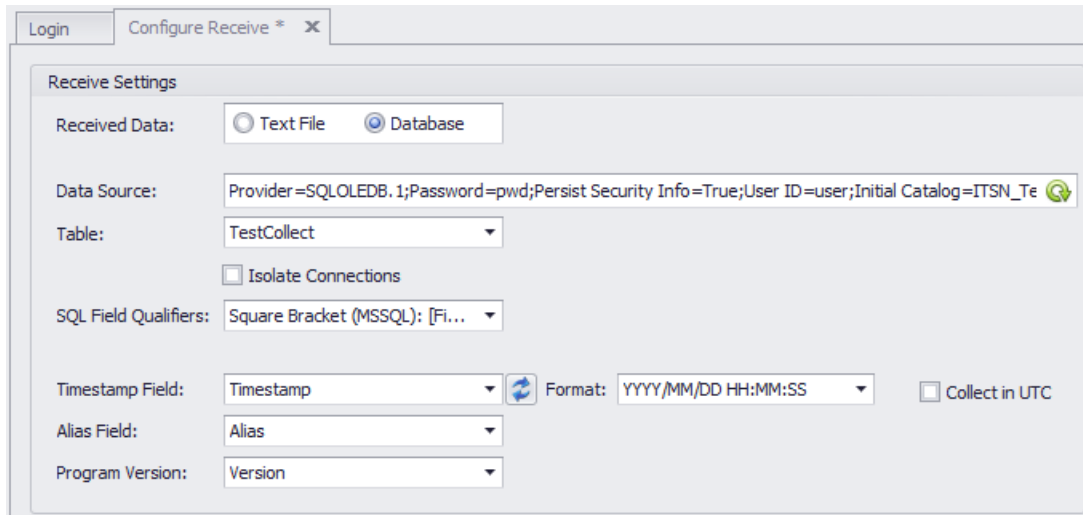 Login Configure Receive * X
Receive Settings
Received Data: Text File Database
Data Source: Provider=SQLOLEDB.1;Password=pwd;Persist Security Info=True;User ID=user;Initial Catalog=ITSN_Te
Table: TestCollect
Isolate Connections
SQL Field Qualifiers: Square Bracket (MSSQL): [Fi...
Timestamp Field: Timestamp Format: YYYY/MM/DD HH:MM:SS Collect in UTC
Alias Field: Alias
Program Version: Version